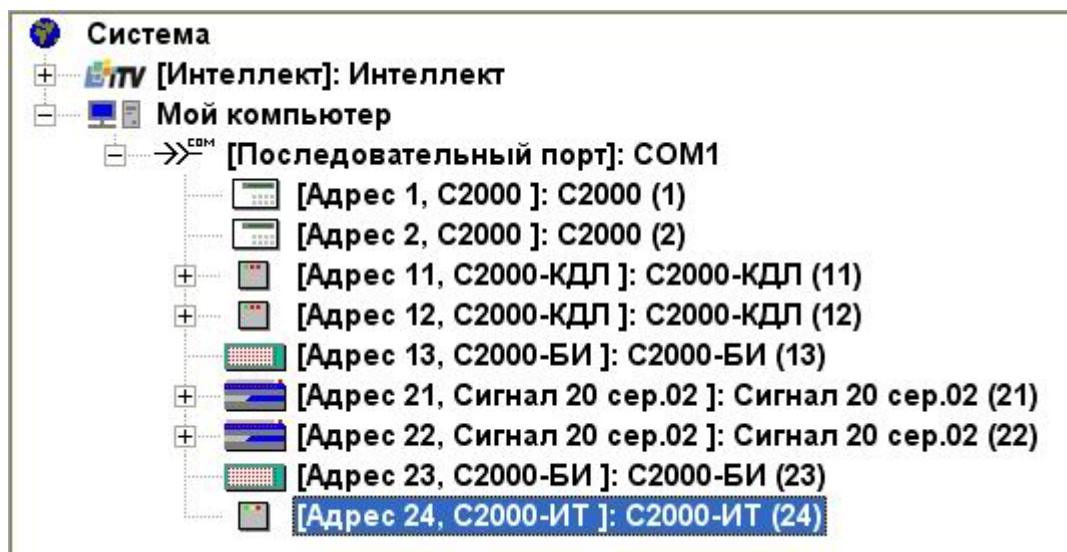 Система
iTV [Интеллект]: Интеллект
Мой компьютер
COM [Последовательный порт]: COM1
[Адрес 1, С2000 ]: С2000 (1)
[Адрес 2, С2000 ]: С2000 (2)
[Адрес 11, С2000-КДЛ ]: С2000-КДЛ (11)
[Адрес 12, С2000-КДЛ ]: С2000-КДЛ (12)
[Адрес 13, С2000-БИ ]: С2000-БИ (13)
[Адрес 21, Сигнал 20 сер.02 ]: Сигнал 20 сер.02 (21)
[Адрес 22, Сигнал 20 сер.02 ]: Сигнал 20 сер.02 (22)
[Адрес 23, С2000-БИ ]: С2000-БИ (23)
[Адрес 24, С2000-ИТ ]: С2000-ИТ (24)